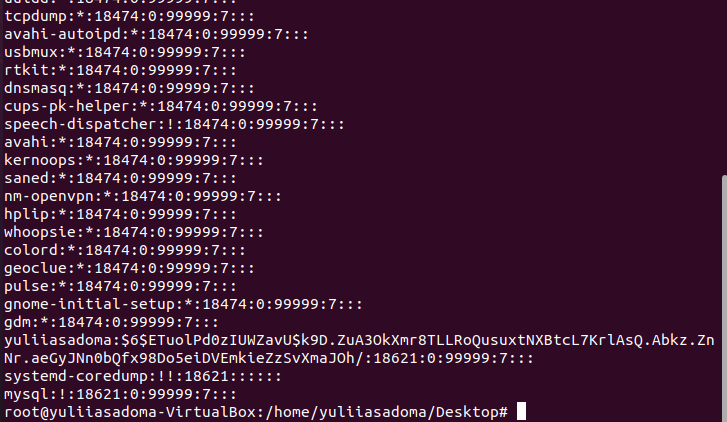 tcpdump:*:18474:0:99999:7:::
avahi-autoipd:*:18474:0:99999:7:::
usbmux:*:18474:0:99999:7:::
rtkit:*:18474:0:99999:7:::
dnsmasq:*:18474:0:99999:7:::
cups-pk-helper:*:18474:0:99999:7:::
speech-dispatcher:!:18474:0:99999:7:::
avahi:*:18474:0:99999:7:::
kernoops:*:18474:0:99999:7:::
saned:*:18474:0:99999:7:::
nm-openvpn:*:18474:0:99999:7:::
hplip:*:18474:0:99999:7:::
whoopsie:*:18474:0:99999:7:::
colord:*:18474:0:99999:7:::
geoclue:*:18474:0:99999:7:::
pulse:*:18474:0:99999:7:::
gnome-initial-setup:*:18474:0:99999:7:::
gdm:*:18474:0:99999:7:::
yuliiasadoma:$6$ETuolPd0zIUWZavU$k9D.ZuA3OkXmr8TLLRoQusuxtNXBtcL7KrlAsQ.Abkz.Zn
Nr.aeGyJNn0bQfx98Do5eiDVEmkieZzSvXmaJOh/:18621:0:99999:7:::
systemd-coredump:!!:18621::::::
mysql:!:18621:0:99999:7:::
root@yuliiasadoma-VirtualBox:/home/yuliiasadoma/Desktop#